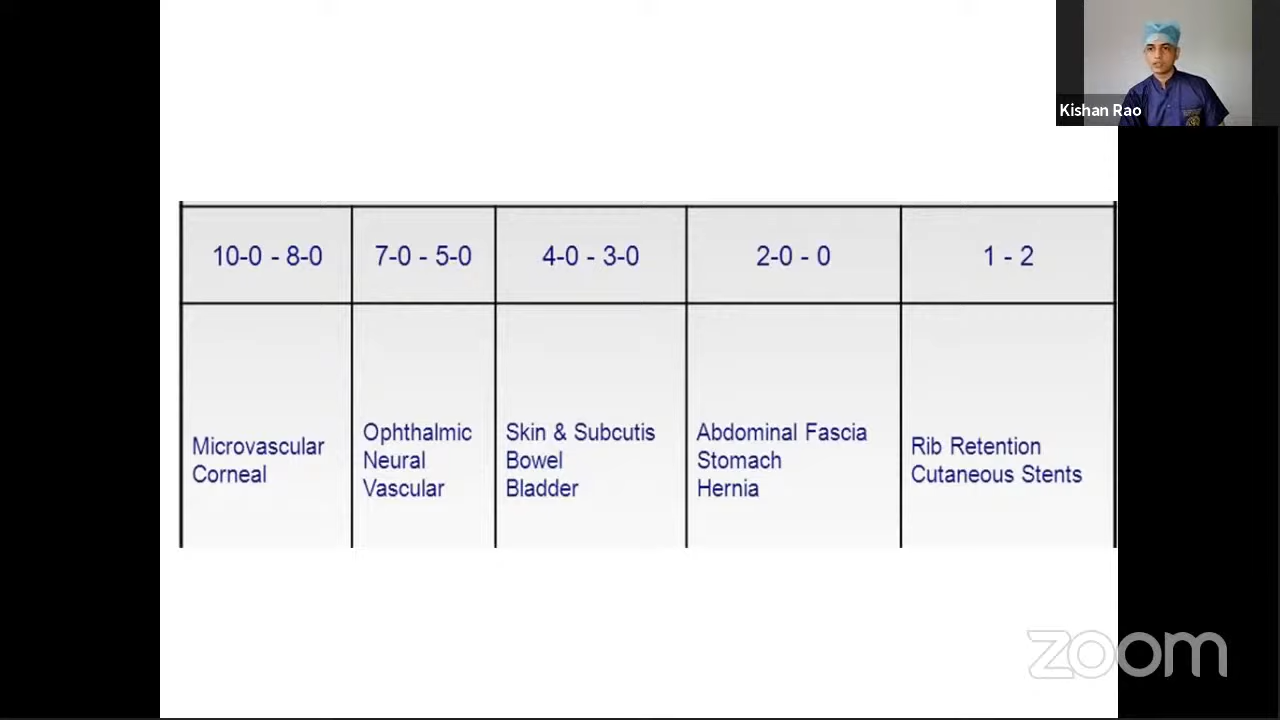 Kishan Rao
10-0 - 8-0
7-0 - 5-0
4-0 - 3-0
2-0 - 0
1 - 2
Microvascular
Corneal
Ophthalmic
Neural
Vascular
Skin & Subcutis
Bowel
Bladder
Abdominal Fascia
Stomach
Hernia
Rib Retention
Cutaneous Stents
zoom